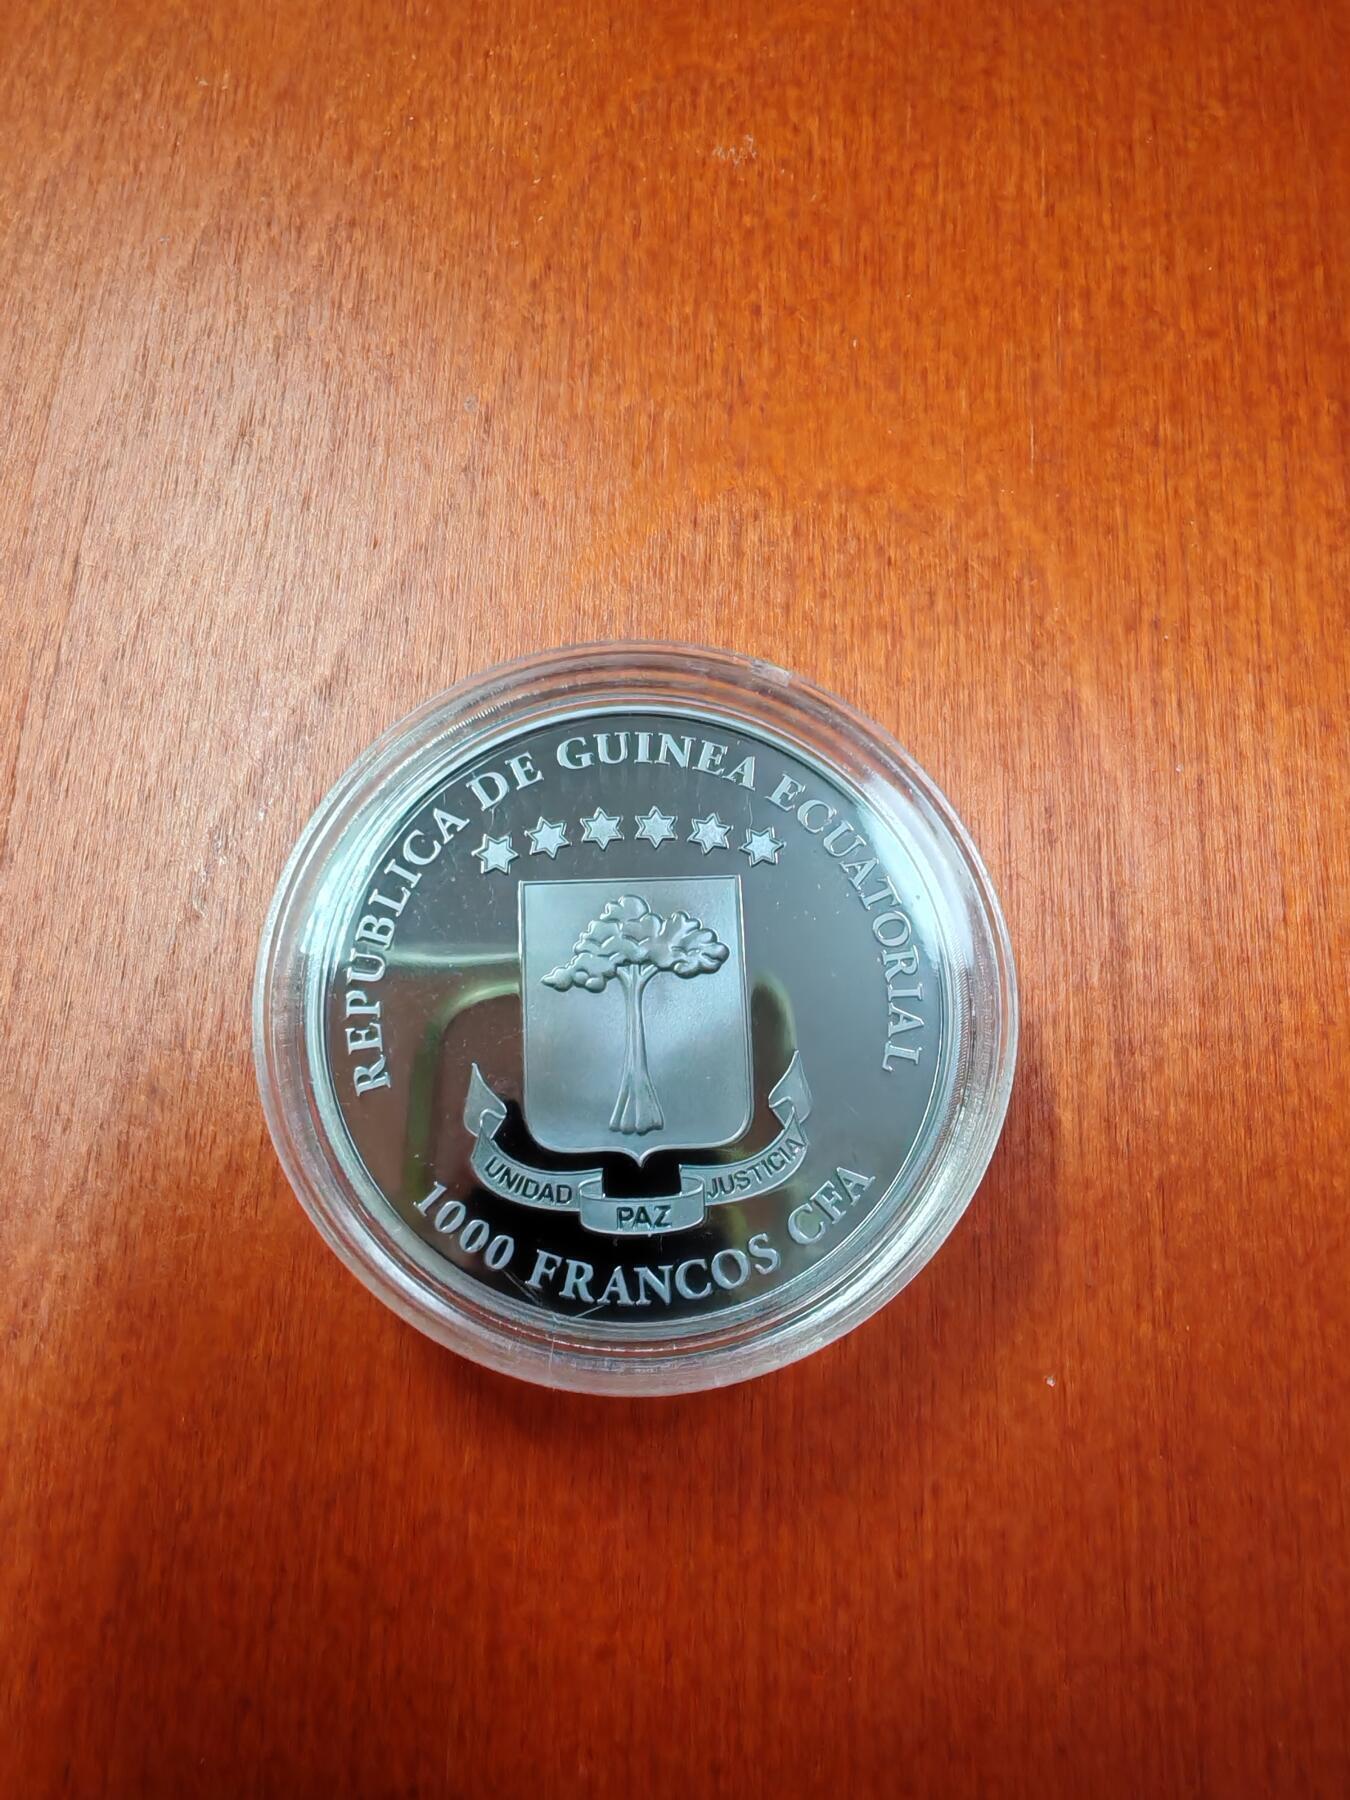 REPUBLICA DE GUINEA ECUATORIAL
UNIDAD PAZ JUSTICIA
1000 FRANCOS CFA